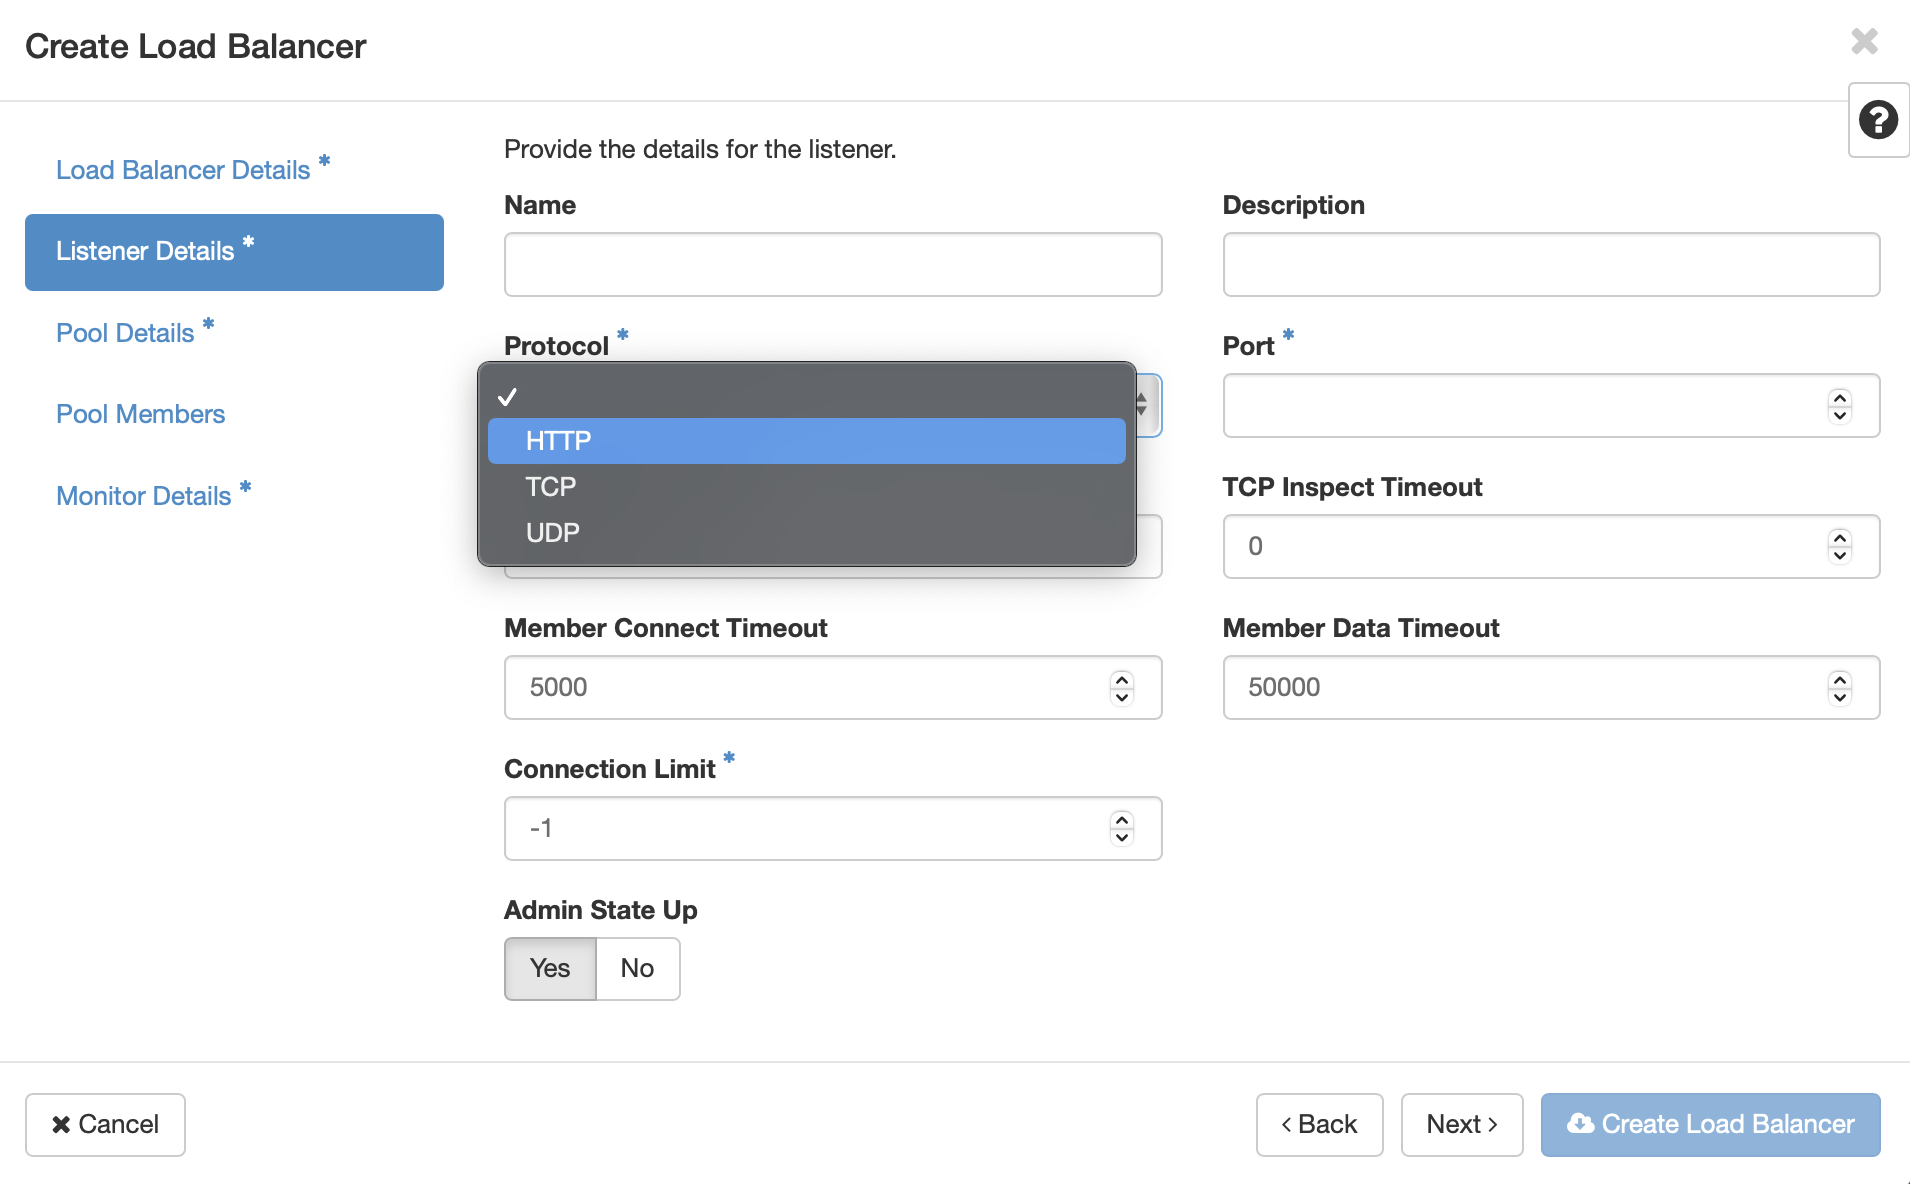 Create Load Balancer
Load Balancer Details *
Listener Details *
Pool Details *
Pool Members
Monitor Details *
Provide the details for the listener.
Name
Description
Protocol *
Port *
HTTP
TCP
UDP
TCP Inspect Timeout
0
Member Connect Timeout
Member Data Timeout
5000
50000
Connection Limit *
-1
Admin State Up
Yes No
Cancel
Back
Next
Create Load Balancer